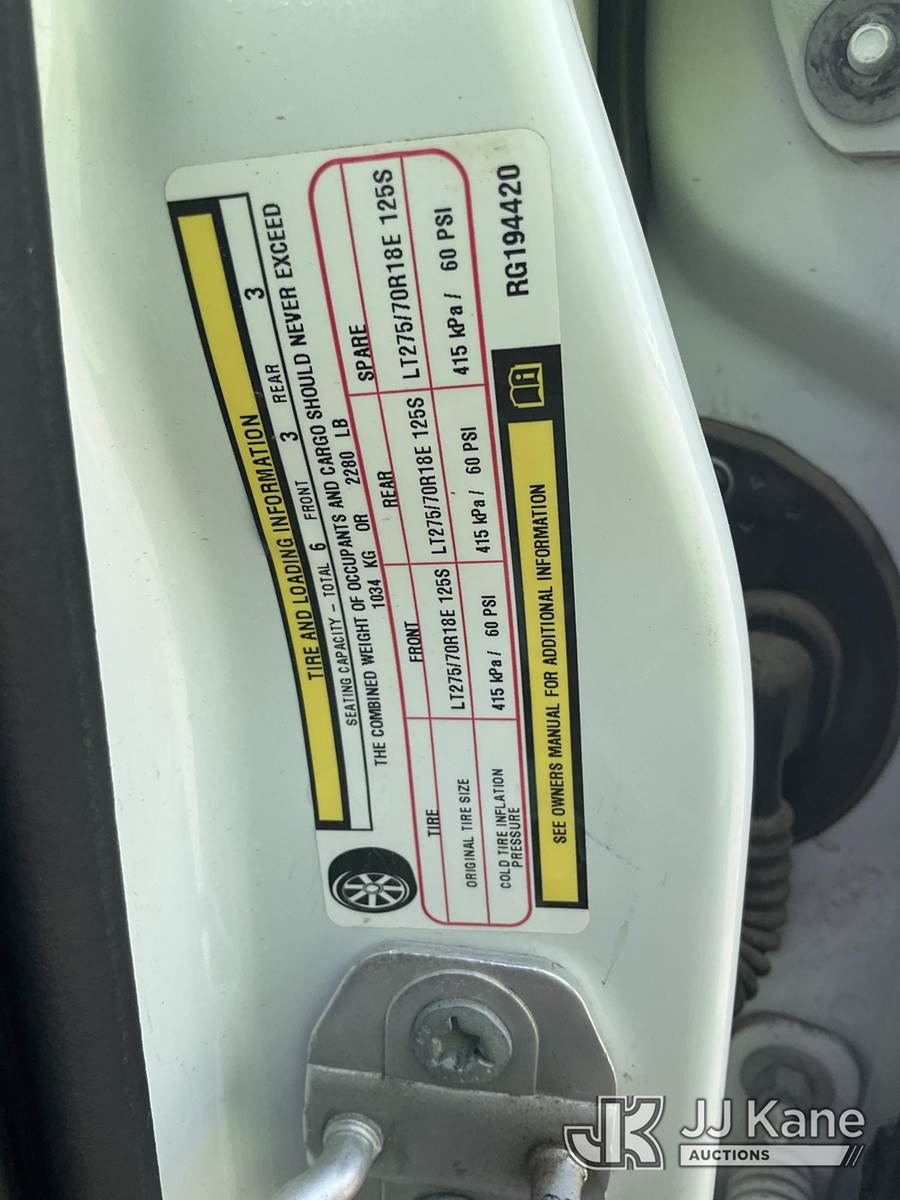 TIRE AND LOADING INFORMATION
SEATING CAPACITY - TOTAL 6 FRONT 3 REAR 3
THE COMBINED WEIGHT OF OCCUPANTS AND CARGO SHOULD NEVER EXCEED
1034 KG OR 2280 LB
TIRE FRONT REAR SPARE
ORIGINAL TIRE SIZE LT275/70R18E 125S LT275/70R18E 125S LT275/70R18E 125S
COLD TIRE INFLATION PRESSURE 415 kPa / 60 PSI 415 kPa / 60 PSI 415 kPa / 60 PSI
SEE OWNERS MANUAL FOR ADDITIONAL INFORMATION
RG194420
JK JJ Kane
AUCTIONS